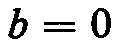 b = 0